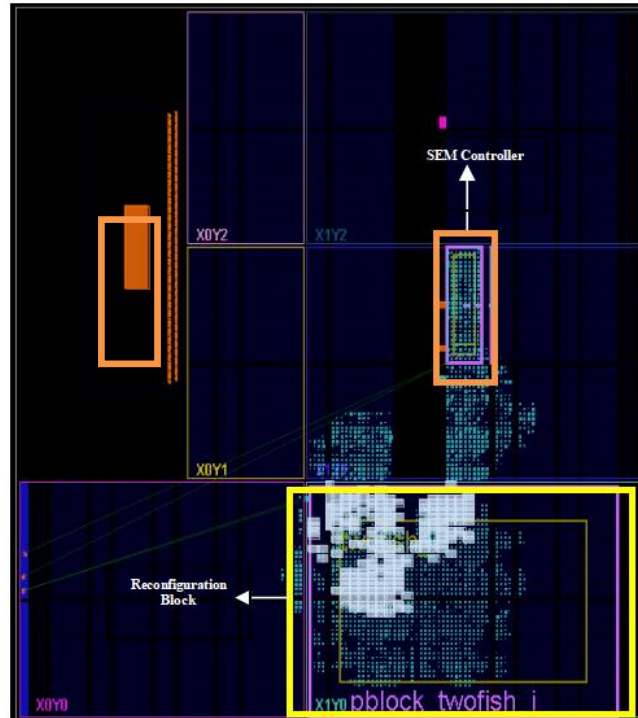 SEM Controller
X0Y2
X1Y2
X0Y1
Reconfiguration
Block
X0Y0
X1Y0 pblock_twofish_i